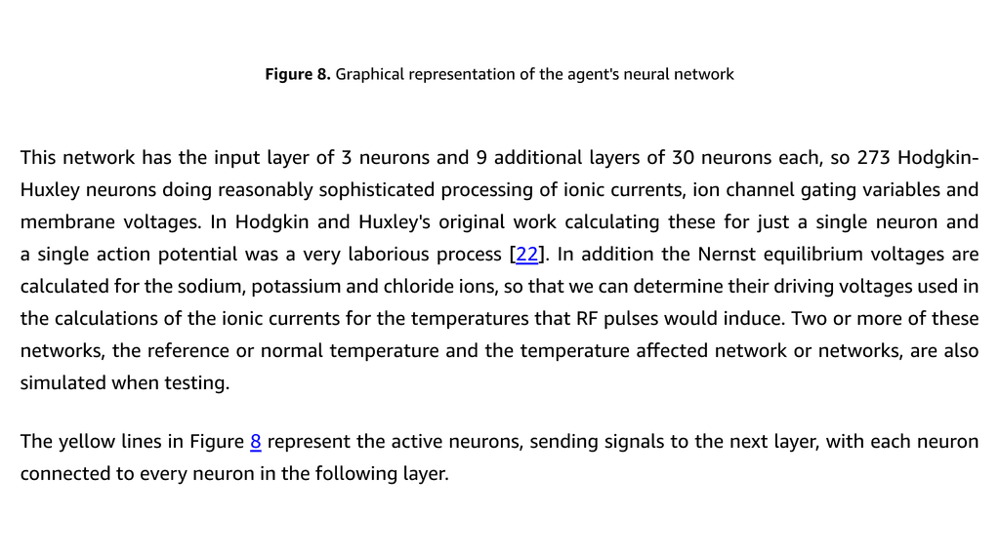 Figure 8. Graphical representation of the agent's neural network
This network has the input layer of 3 neurons and 9 additional layers of 30 neurons each, so 273 Hodgkin-
Huxley neurons doing reasonably sophisticated processing of ionic currents, ion channel gating variables and
membrane voltages. In Hodgkin and Huxley's original work calculating these for just a single neuron and
a single action potential was a very laborious process [22]. In addition the Nernst equilibrium voltages are
calculated for the sodium, potassium and chloride ions, so that we can determine their driving voltages used in
the calculations of the ionic currents for the temperatures that RF pulses would induce. Two or more of these
networks, the reference or normal temperature and the temperature affected network or networks, are also
simulated when testing.
The yellow lines in Figure 8 represent the active neurons, sending signals to the next layer, with each neuron
connected to every neuron in the following layer.